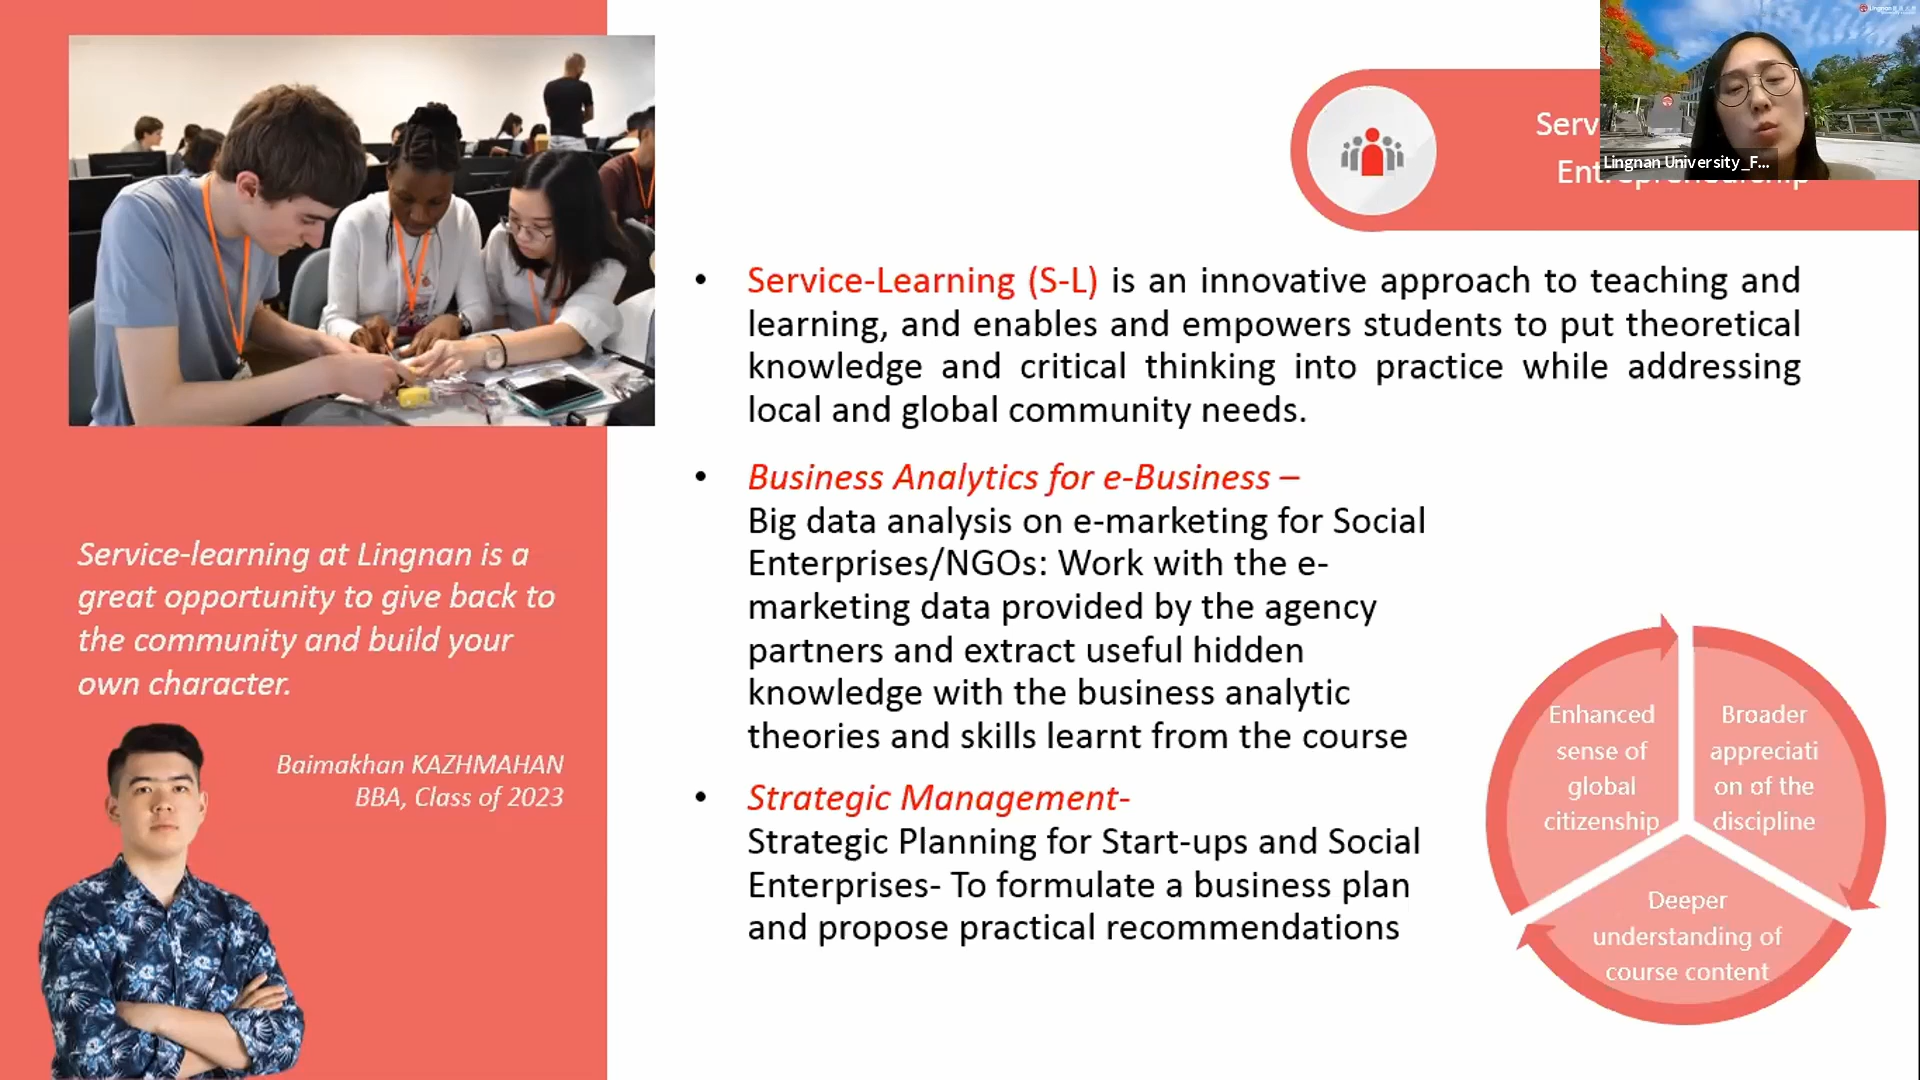 Lingnan University_F...
Service-Learning (S-L) is an innovative approach to teaching and
learning, and enables and empowers students to put theoretical
knowledge and critical thinking into practice while addressing
local and global community needs.
Business Analytics for e-Business –
Big data analysis on e-marketing for Social
Enterprises/NGOs: Work with the e-
marketing data provided by the agency
partners and extract useful hidden
knowledge with the business analytic
theories and skills learnt from the course
Strategic Management-
Strategic Planning for Start-ups and Social
Enterprises- To formulate a business plan
and propose practical recommendations
Service-learning at Lingnan is a
great opportunity to give back to
the community and build your
own character.
Baimakhan KAZHMAHAN
BBA, Class of 2023
Enhanced
sense of
global
citizenship
Broader
appreciati
on of the
discipline
Deeper
understanding of
course content